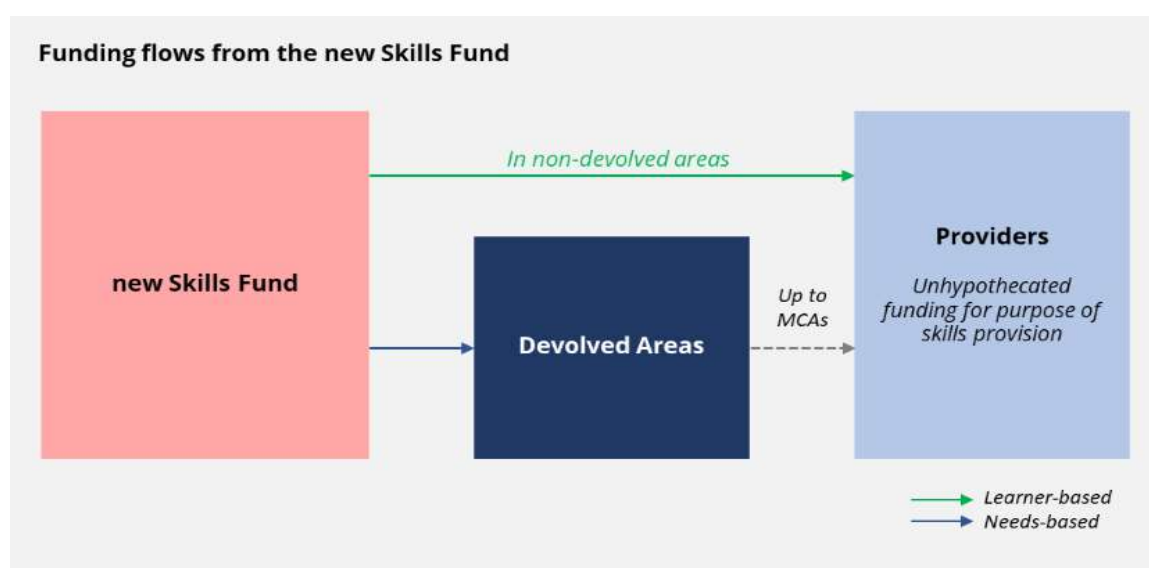 Funding flows from the new Skills Fund
In non-devolved areas
new Skills Fund
Devolved Areas
Up to
MCAs
Providers
Unhypothecated
funding for purpose of
skills provision
Learner-based
Needs-based